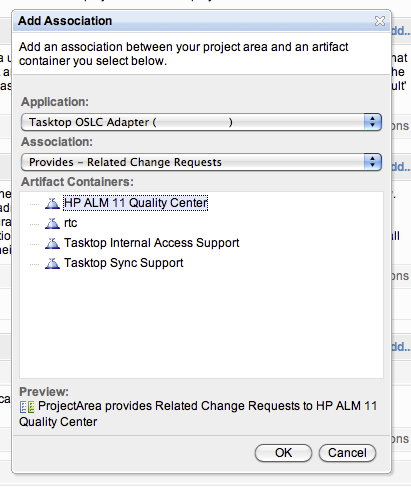 Add Association
Add an association between your project area and an artifact
container you select below.
Application:
Tasktop OSLC Adapter ( )
Association:
Provides – Related Change Requests
Artifact Containers:
HP ALM 11 Quality Center
rtc
Tasktop Internal Access Support
Tasktop Sync Support
Preview:
ProjectArea provides Related Change Requests to HP ALM 11
Quality Center
OK Cancel